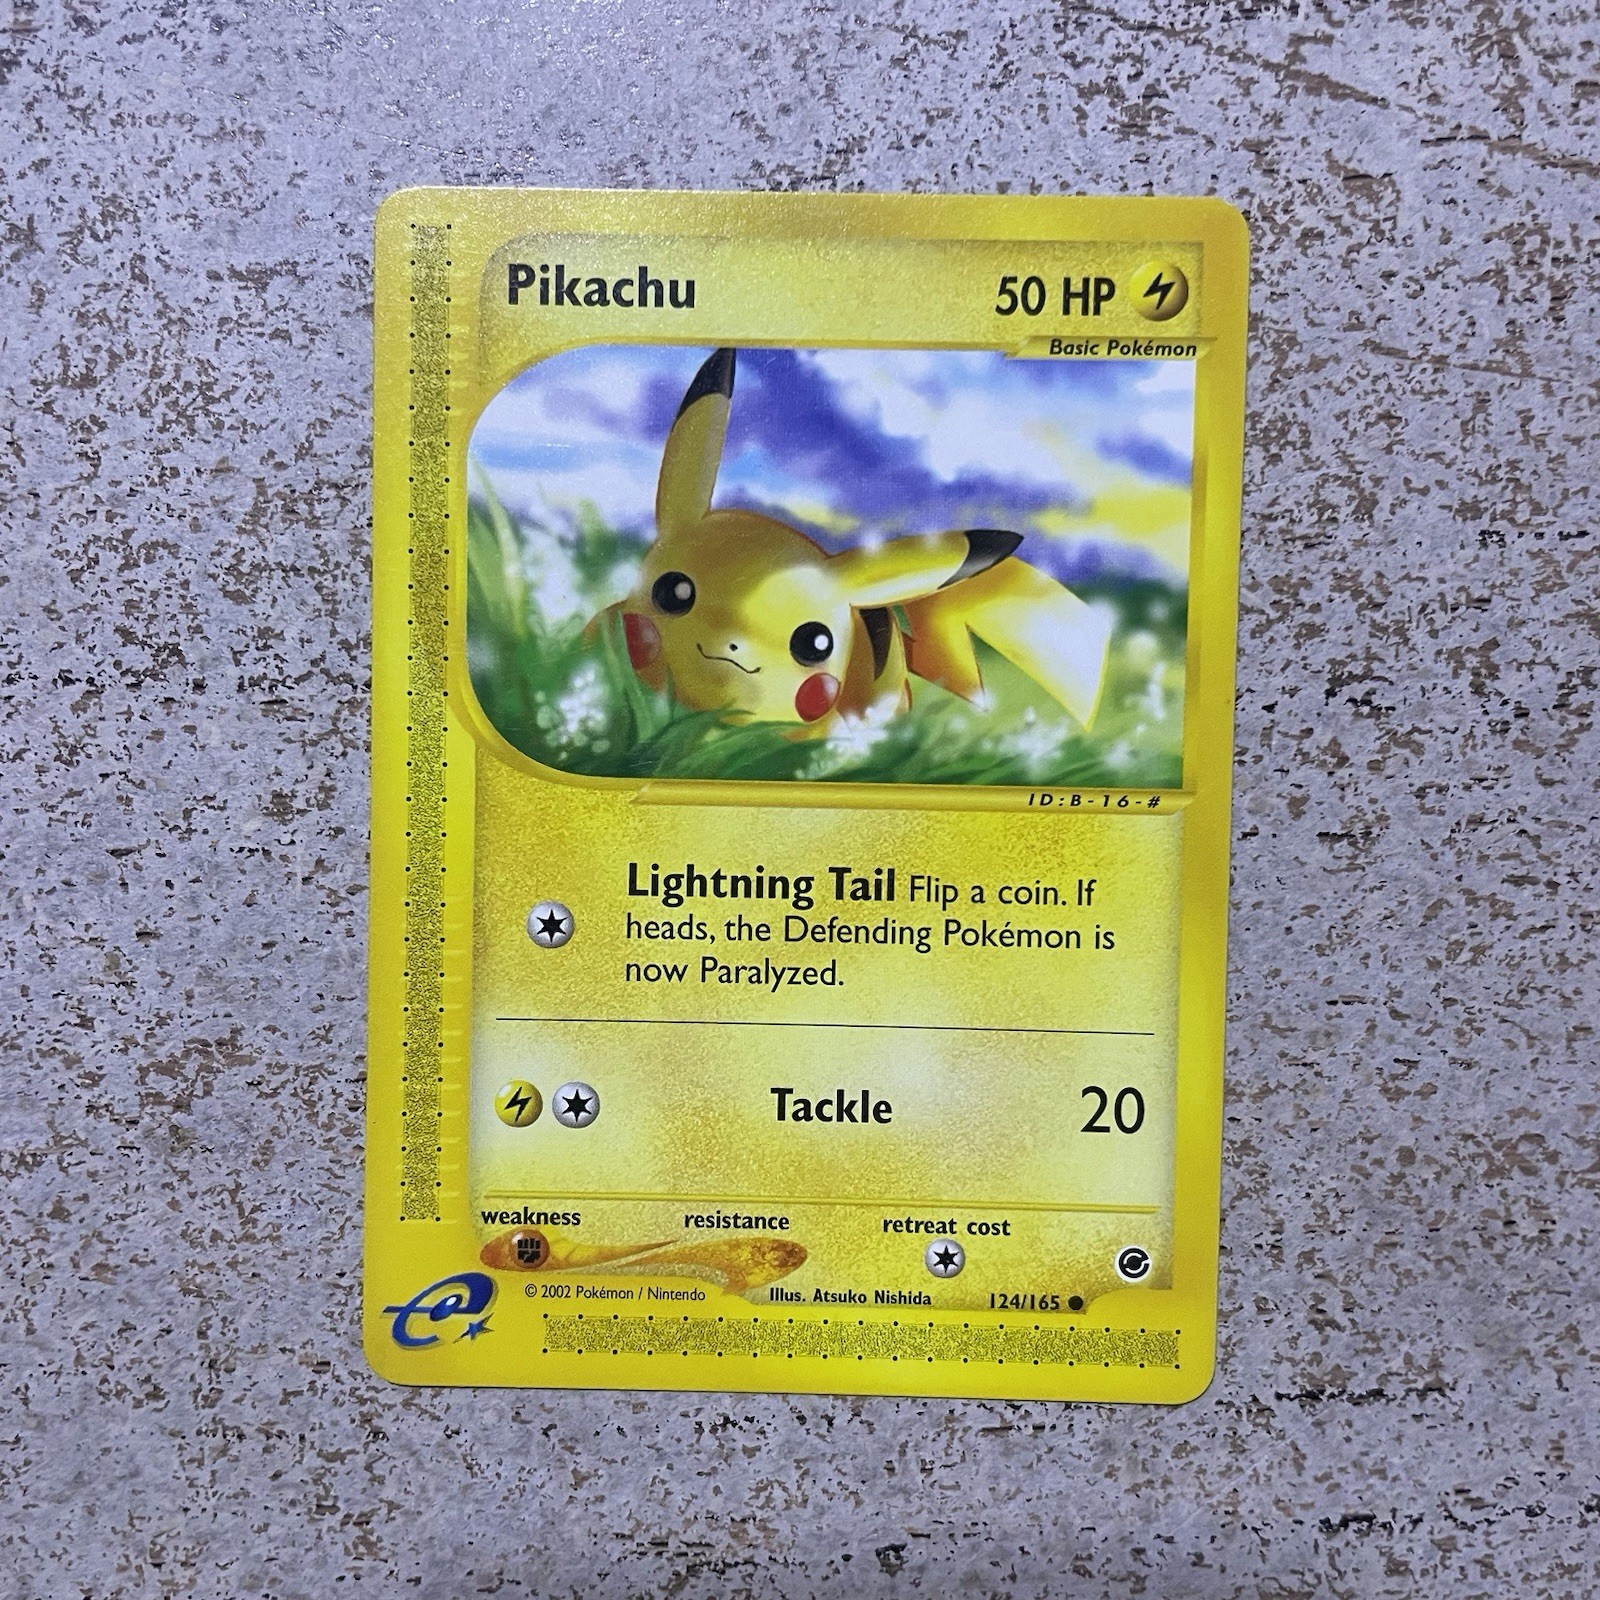 Pikachu 50 HP
Basic Pokémon
ID:B-16-#
Lightning Tail Flip a coin. If
heads, the Defending Pokémon is
now Paralyzed.
Tackle 20
weakness resistance retreat cost
© 2002 Pokémon / Nintendo Illus. Atsuko Nishida 124/165
e